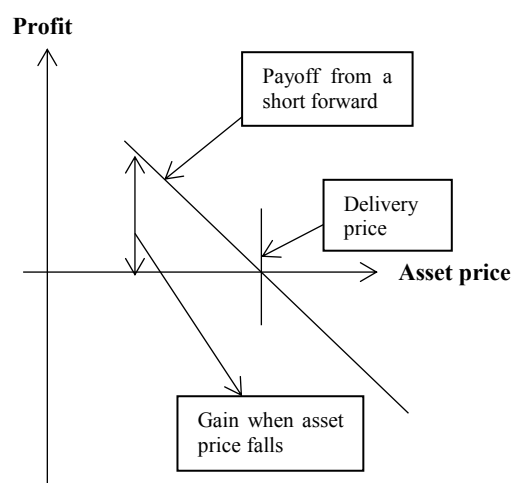 Profit
Payoff from a
short forward
Delivery
price
Asset price
Gain when asset
price falls